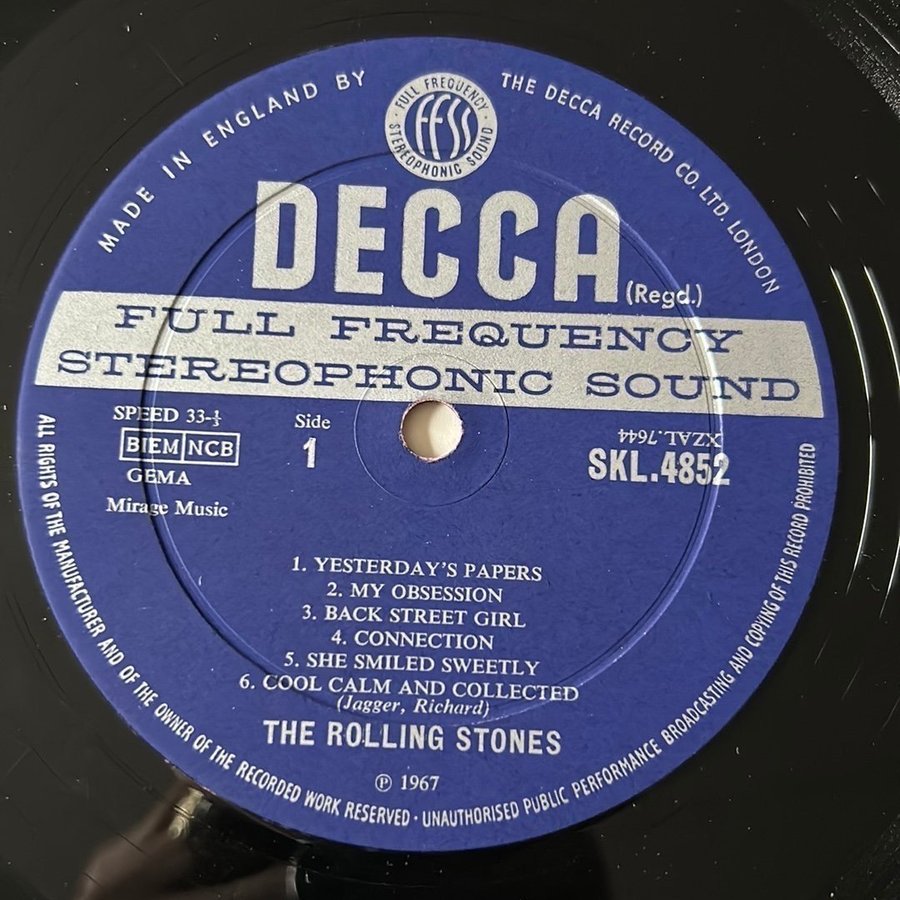 MADE IN ENGLAND BY
THE DECCA RECORD CO. LTD. LONDON
FULL FREQUENCY
ffss
STEREOPHONIC SOUND
DECCA
(Regd.)
FULL FREQUENCY
STEREOPHONIC SOUND
SPEED 33-⅓
BIEM NCB
GEMA
Mirage Music
Side
1
XZAL.7644
SKL.4852
1. YESTERDAY'S PAPERS
2. MY OBSESSION
3. BACK STREET GIRL
4. CONNECTION
5. SHE SMILED SWEETLY
6. COOL CALM AND COLLECTED
(Jagger, Richard)
THE ROLLING STONES
℗ 1967
ALL RIGHTS OF THE MANUFACTURER AND OF THE OWNER OF THE RECORDED WORK RESERVED · UNAUTHORISED PUBLIC PERFORMANCE BROADCASTING AND COPYING OF THIS RECORD PROHIBITED